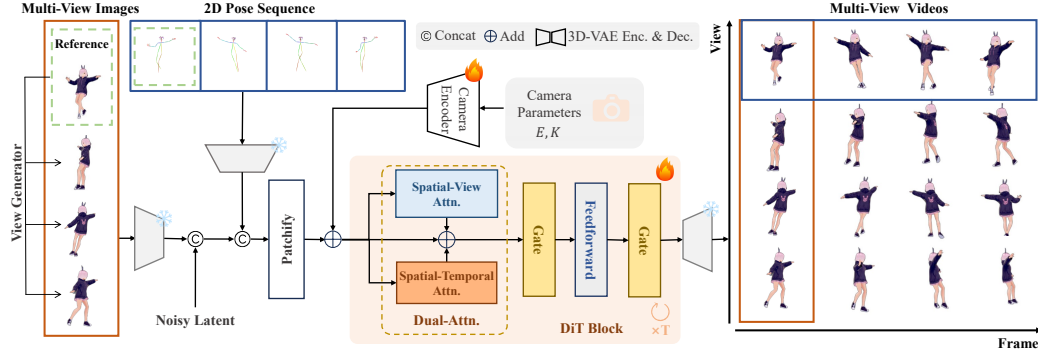 Multi-View Images
2D Pose Sequence
Multi-View Videos
Reference
© Concat ⊕ Add 3D-VAE Enc. & Dec.
View
Camera
Encoder
Camera
Parameters
E, K
View Generator
Spatial-View
Attn.
Patchify
Gate
Feedforward
Gate
Spatial-Temporal
Attn.
Noisy Latent
Dual-Attn.
DiT Block
×T
Frame